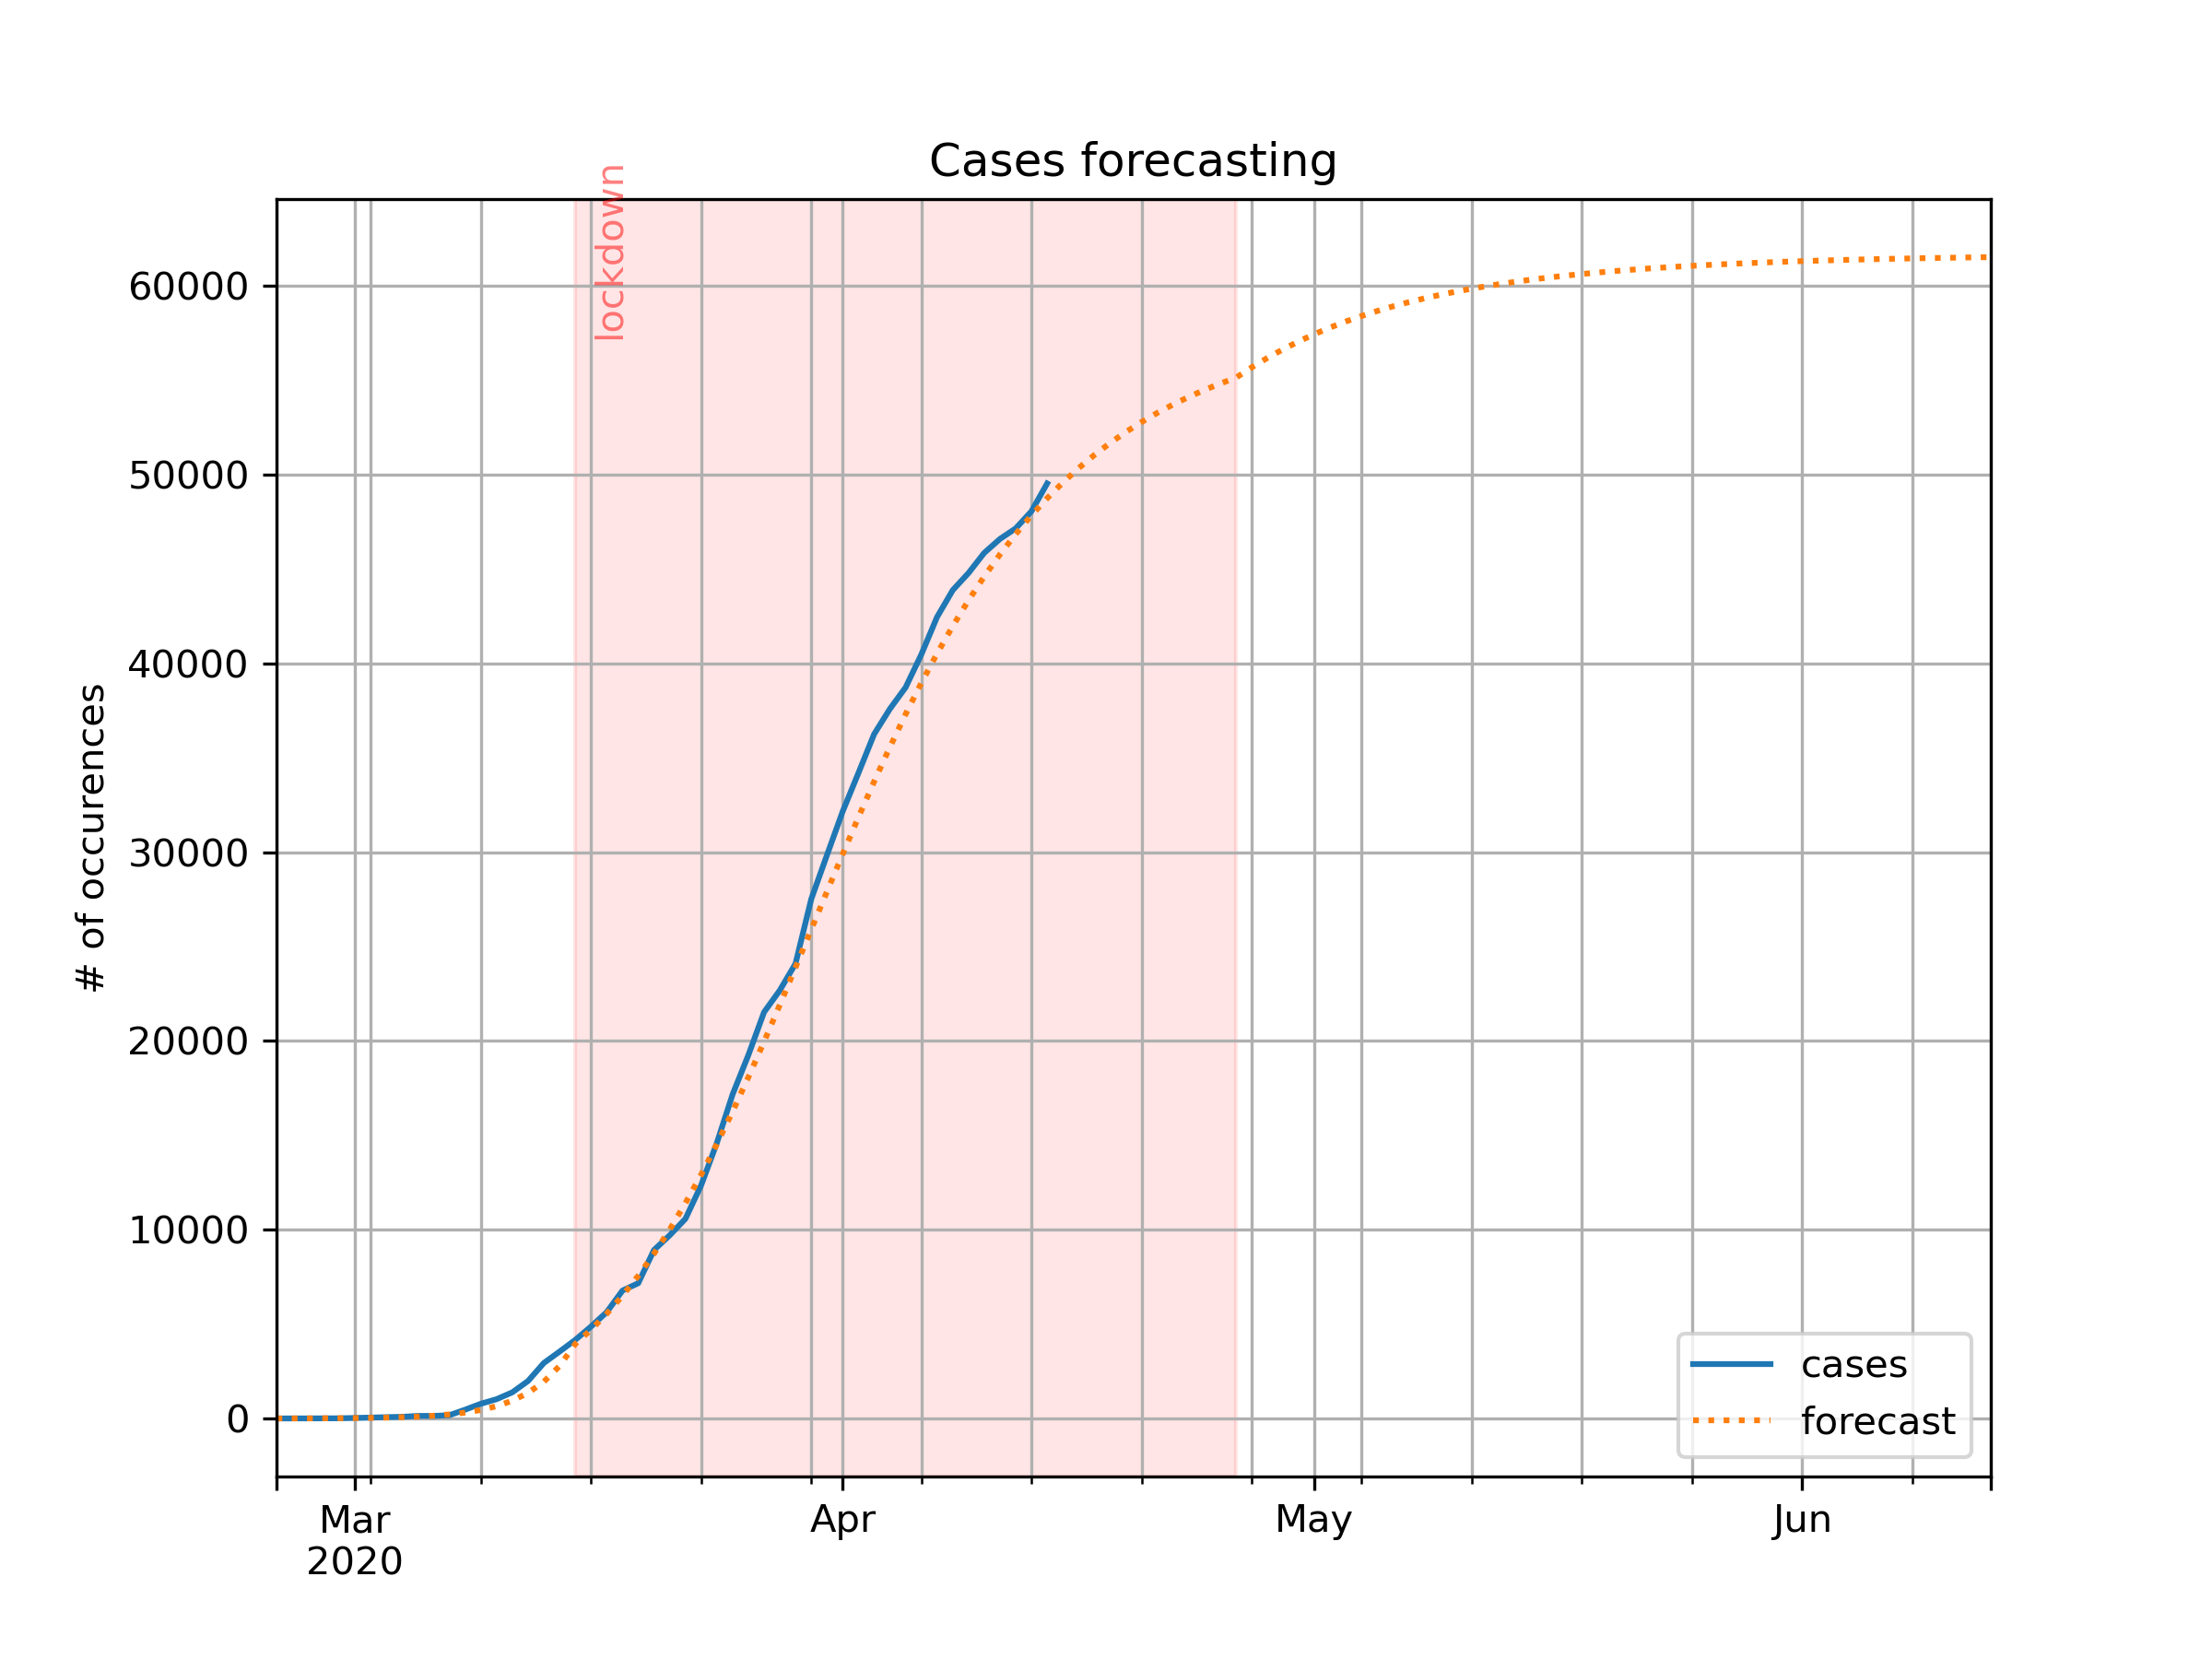 Cases forecasting
lockdown
# of occurences
60000
50000
40000
30000
20000
10000
0
cases
forecast
Mar
2020
Apr
May
Jun